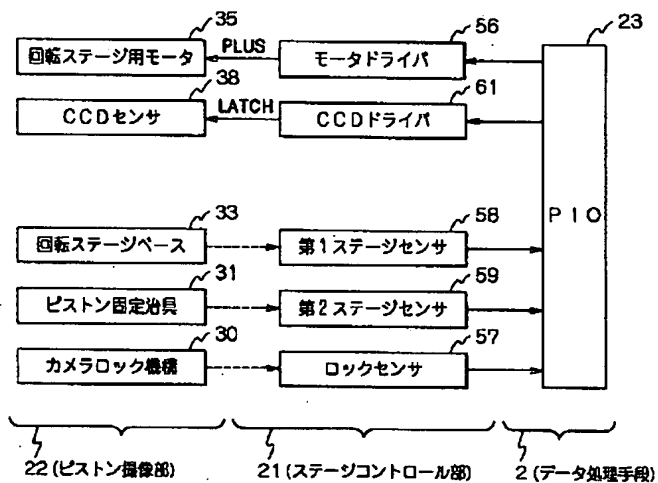 35 56 23
回転ステージ用モータ PLUS モータドライバ
38 61
CCDセンサ LATCH CCDドライバ
33 58
回転ステージベース 第1ステージセンサ PIO
31 59
ピストン固定治具 第2ステージセンサ
30 57
カメラロック機構 ロックセンサ
22 (ピストン撮像部) 21 (ステージコントロール部) 2 (データ処理手段)